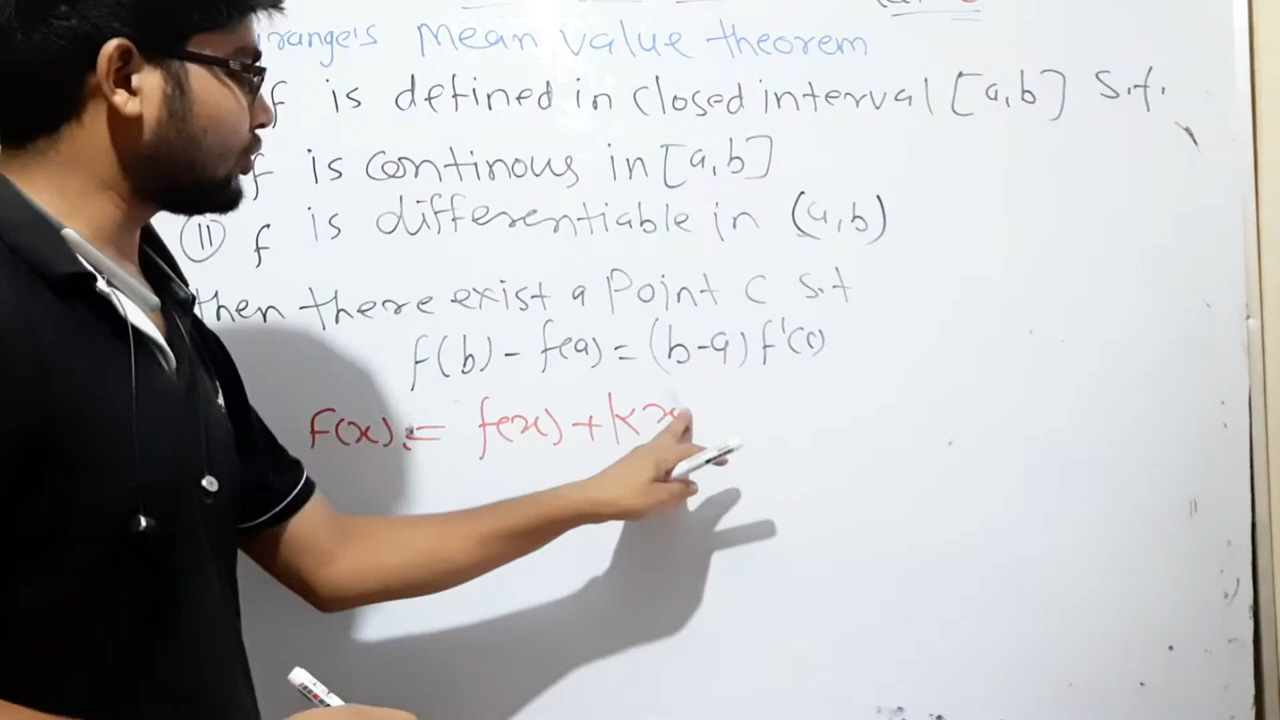 range's mean value theorem
f is defined in closed interval [a,b] s.t.
f is continous in [a,b]
(II) f is differentiable in (a,b)
then there exist a Point c s.t
f(b) - f(a) = (b-a) f'(c)
F(x) = f(x) + kx